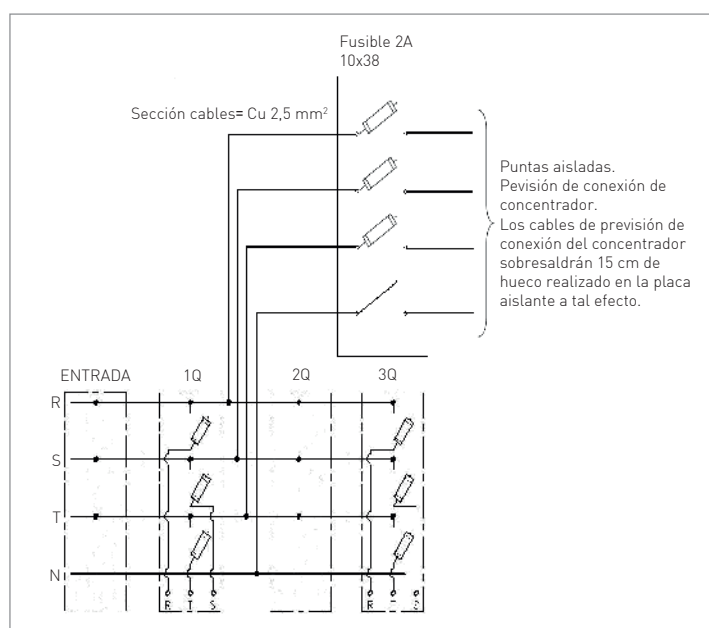 Fusible 2A
10x38
Sección cables= Cu 2,5 mm²
Puntas aisladas.
Pevisión de conexión de
concentrador.
Los cables de previsión de
conexión del concentrador
sobresaldrán 15 cm de
hueco realizado en la placa
aislante a tal efecto.
ENTRADA 1Q 2Q 3Q
R
S
T
N
R T S R T S